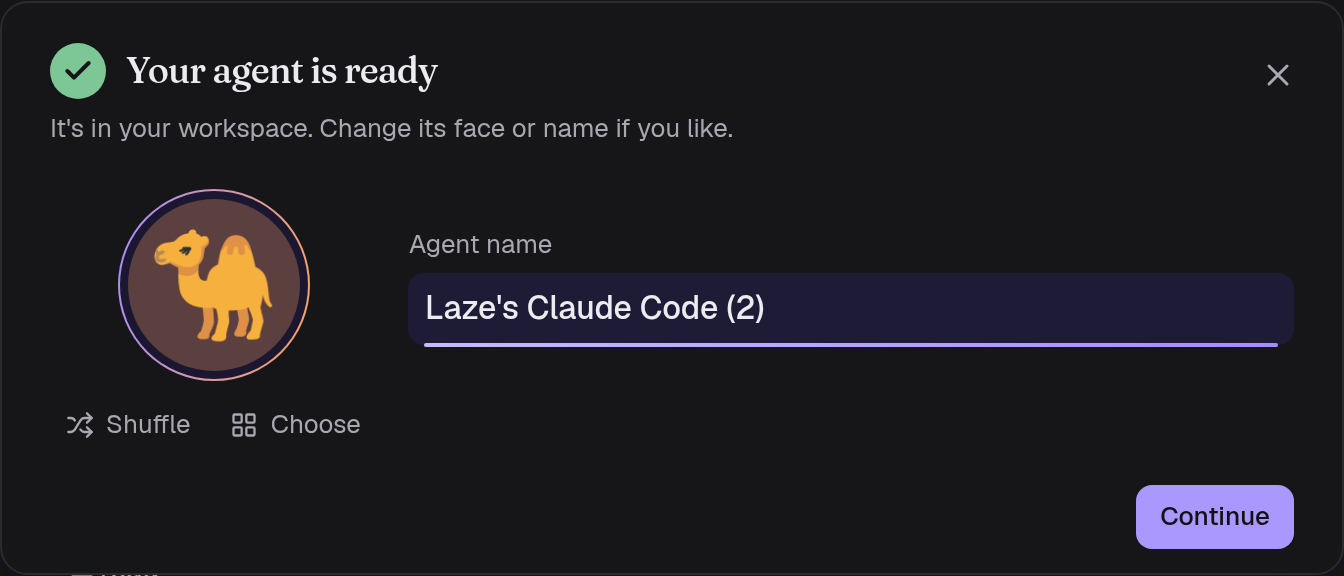 Your agent is ready
It's in your workspace. Change its face or name if you like.
Agent name
Laze's Claude Code (2)
Shuffle
Choose
Continue